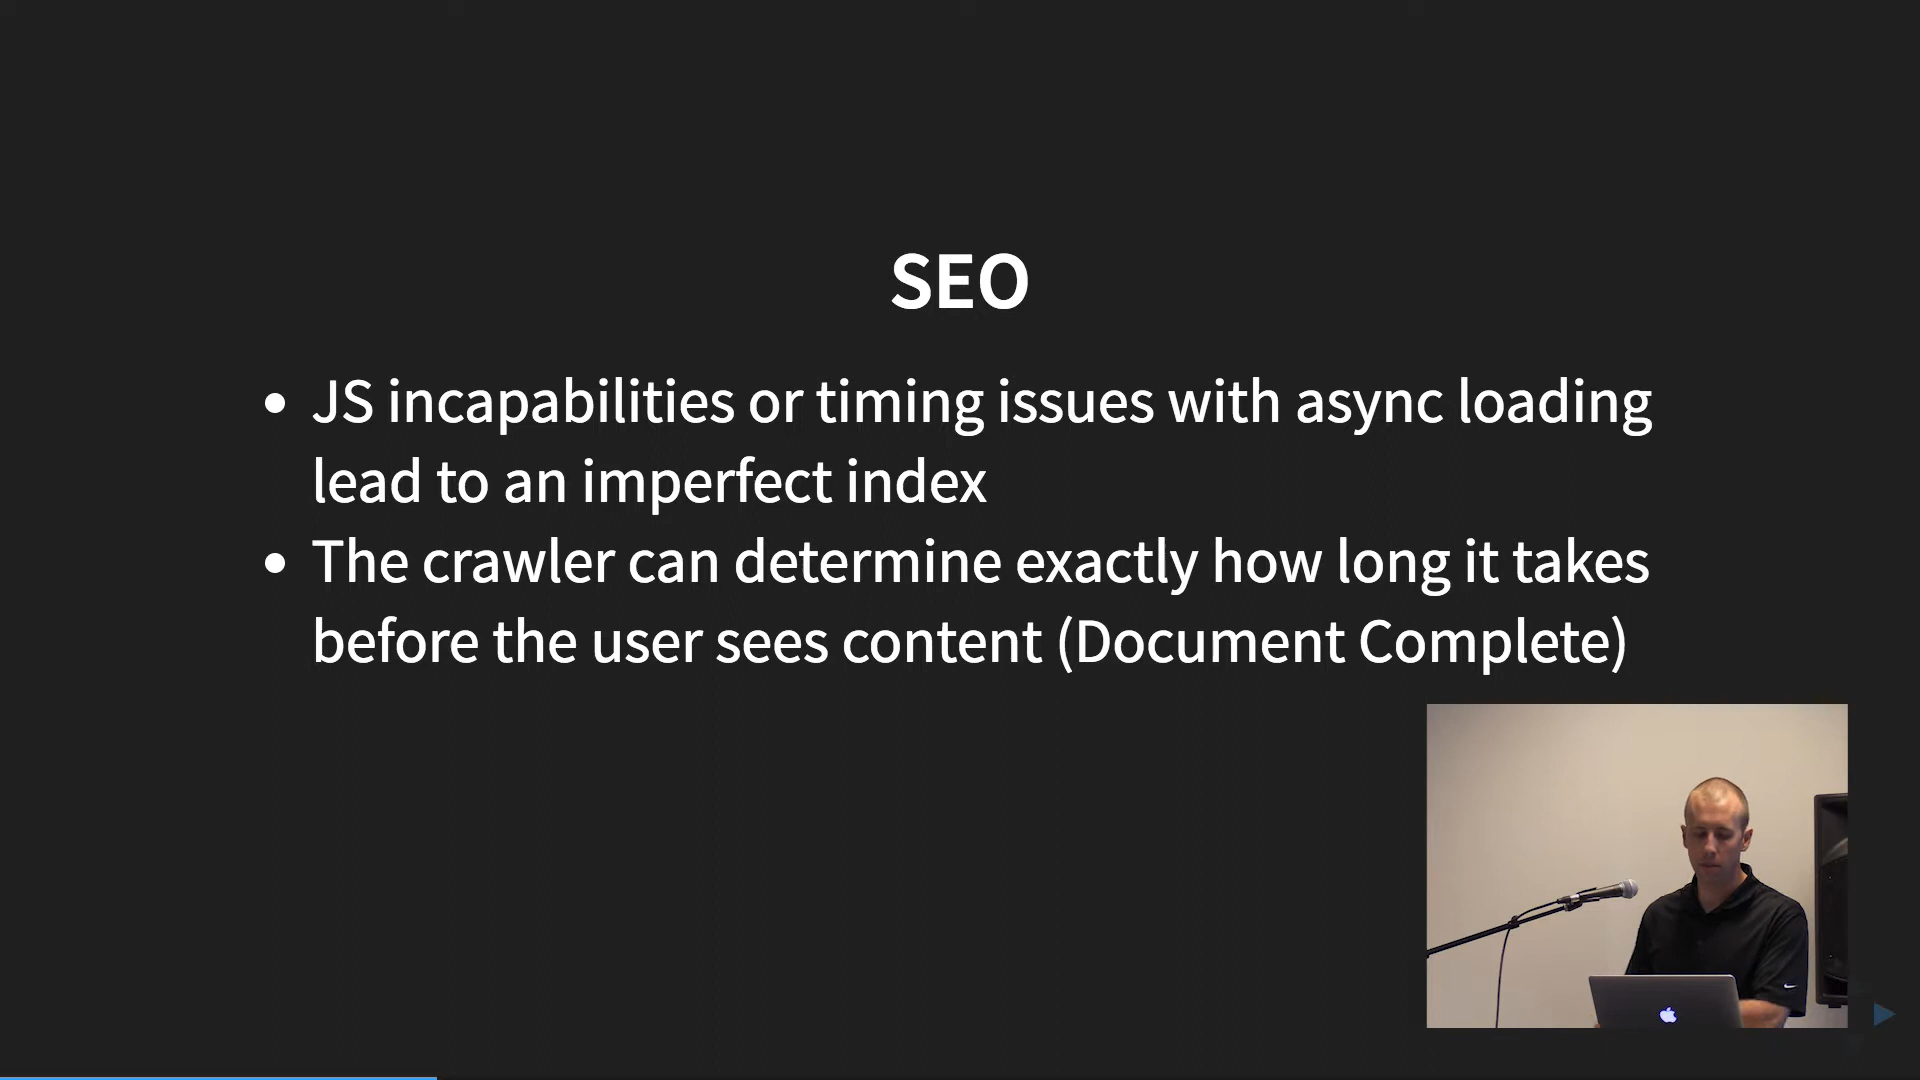 SEO
• JS incapabilities or timing issues with async loading
lead to an imperfect index
• The crawler can determine exactly how long it takes
before the user sees content (Document Complete)